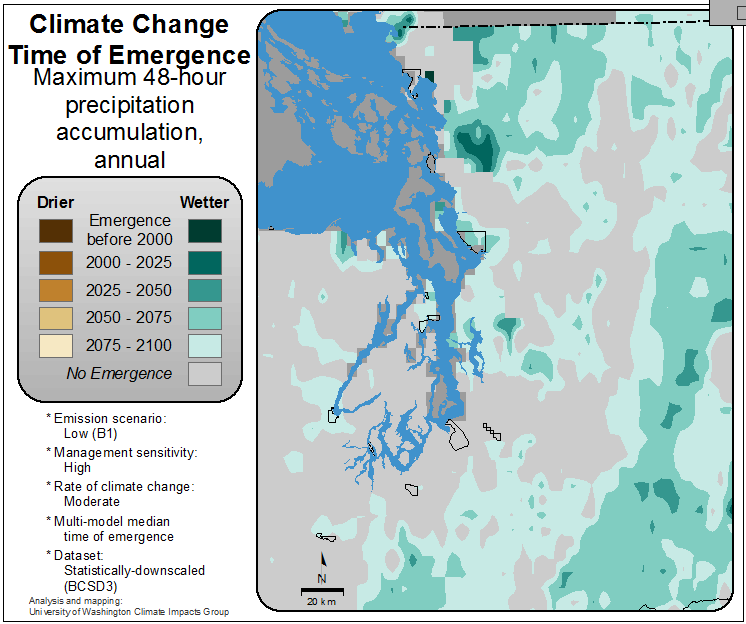 Climate Change
Time of Emergence
Maximum 48-hour
precipitation
accumulation,
annual
Drier Wetter
Emergence
before 2000
2000 - 2025
2025 - 2050
2050 - 2075
2075 - 2100
No Emergence
* Emission scenario:
Low (B1)
* Management sensitivity:
High
* Rate of climate change:
Moderate
* Multi-model median
time of emergence
* Dataset:
Statistically-downscaled
(BCSD3)
Analysis and mapping:
University of Washington Climate Impacts Group
N
20 km